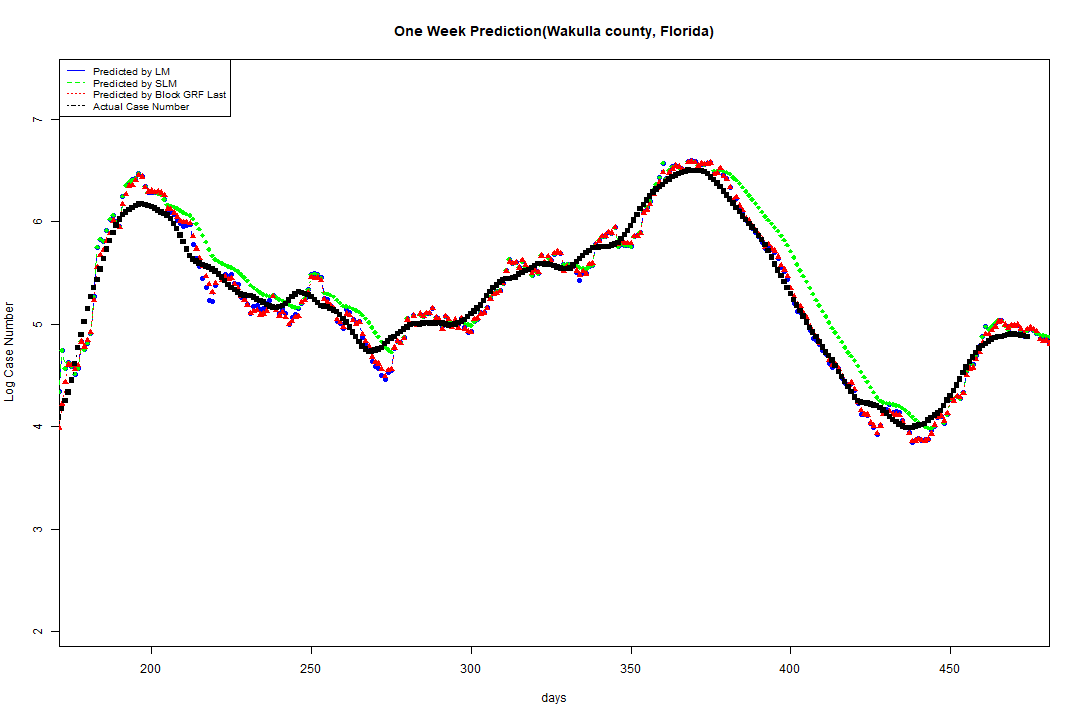 One Week Prediction(Wakulla county, Florida)
Predicted by LM
Predicted by SLM
Predicted by Block GRF Last
Actual Case Number
Log Case Number
7
6
5
4
3
2
200 250 300 350 400 450
days